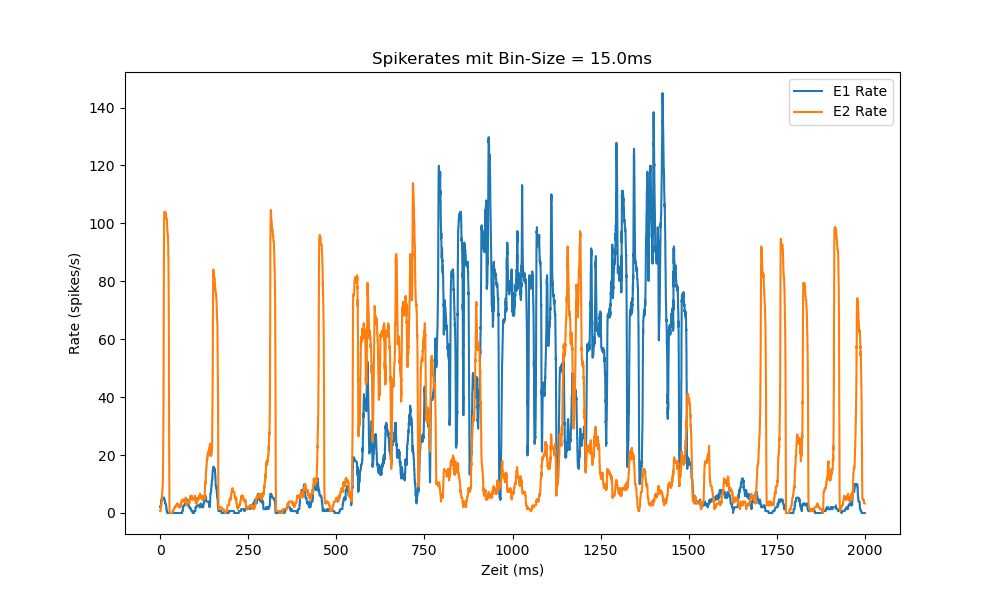 Spikerates mit Bin-Size = 15.0ms
E1 Rate
E2 Rate
Rate (spikes/s)
140
120
100
80
60
40
20
0
0 250 500 750 1000 1250 1500 1750 2000
Zeit (ms)